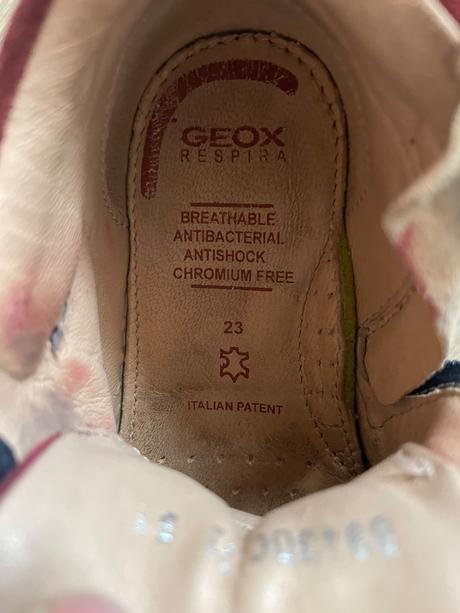 GEOX
RESPIRA
BREATHABLE
ANTIBACTERIAL
ANTISHOCK
CHROMIUM FREE
23
ITALIAN PATENT